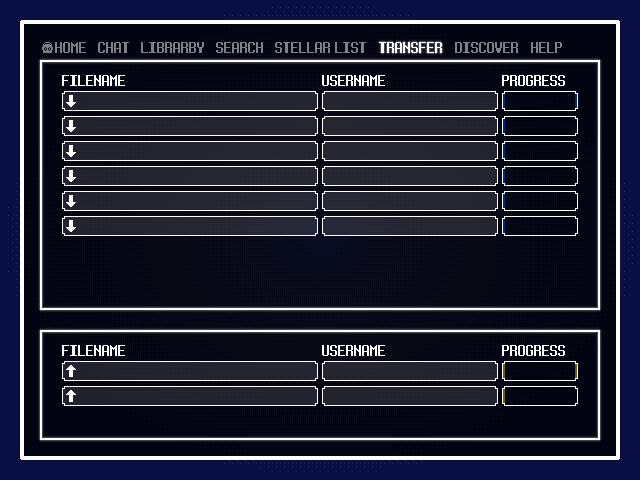 HOME CHAT LIBRARBY SEARCH STELLAR LIST TRANSFER DISCOVER HELP
FILENAME USERNAME PROGRESS
FILENAME USERNAME PROGRESS